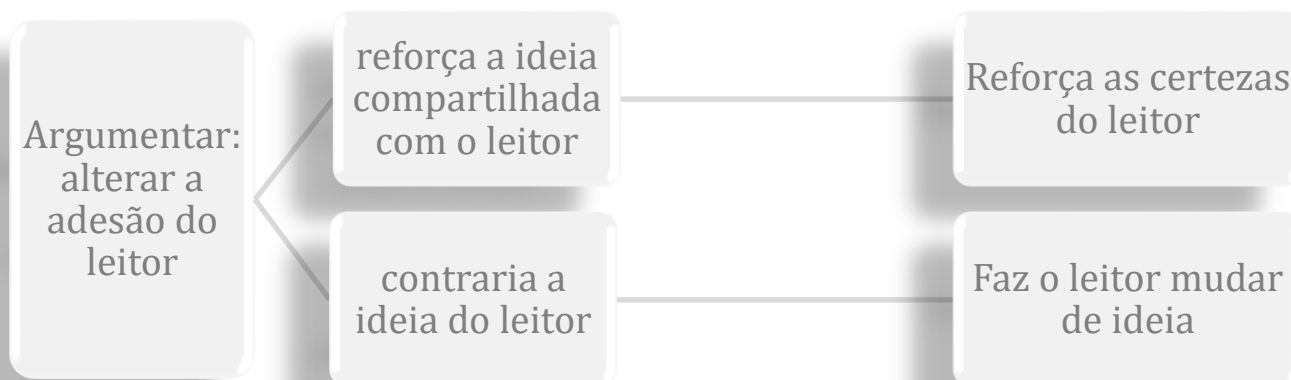 Argumentar:
alterar a
adesão do
leitor
reforça a ideia
compartilhada
com o leitor
Reforça as certezas
do leitor
contraria a
ideia do leitor
Faz o leitor mudar
de ideia